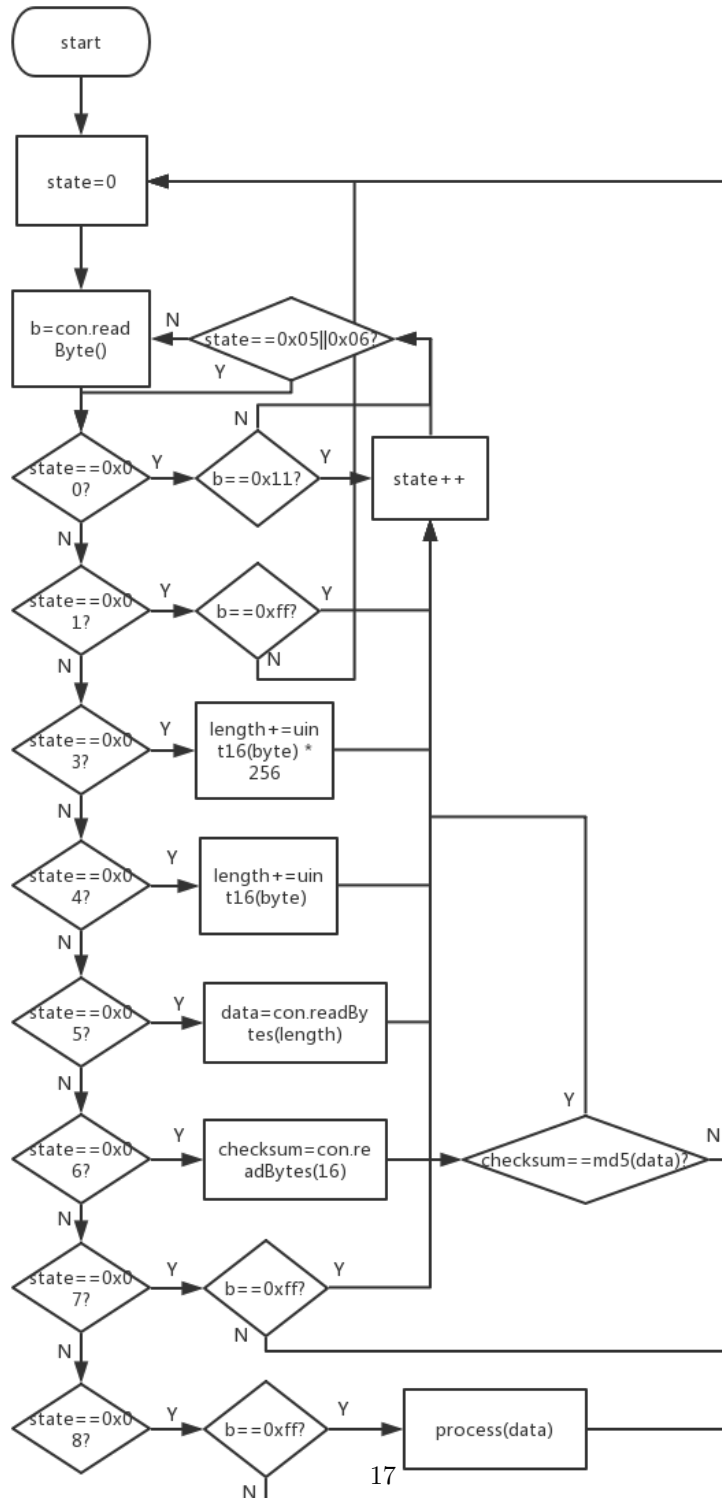 start
state=0
b=con.read
Byte()
N
state==0x05||0x06?
Y
N
state==0x0
0?
Y
b==0x11?
Y
state++
N
state==0x0
1?
Y
b==0xff?
Y
N
N
state==0x0
3?
Y
length+=uin
t16(byte) *
256
N
state==0x0
4?
Y
length+=uin
t16(byte)
N
state==0x0
5?
Y
data=con.readBy
tes(length)
N
state==0x0
6?
Y
checksum=con.re
adBytes(16)
Y
checksum==md5(data)?
N
N
state==0x0
7?
Y
b==0xff?
Y
N
N
state==0x0
8?
Y
b==0xff?
Y
process(data)
N
17